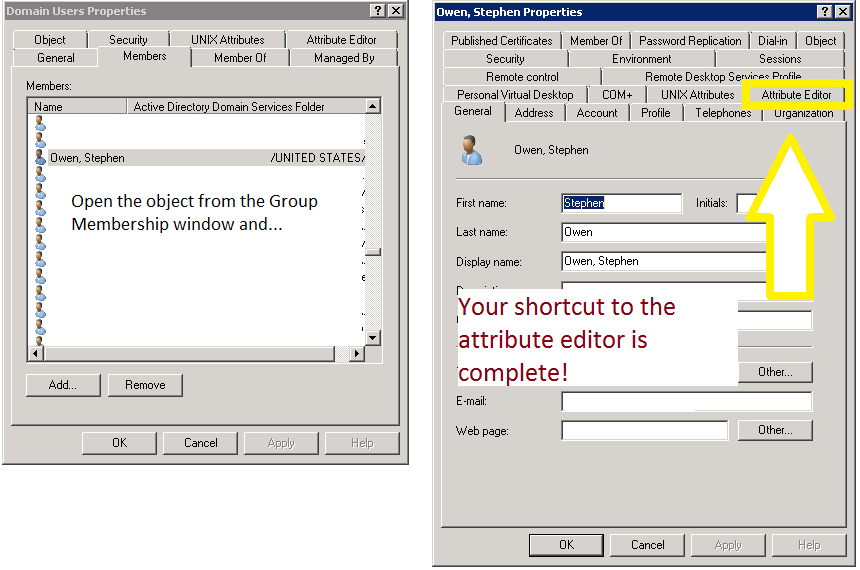 Domain Users Properties
Object Security UNIX Attributes Attribute Editor
General Members Member Of Managed By
Members:
Name Active Directory Domain Services Folder
Owen, Stephen /UNITED STATES/
Open the object from the Group
Membership window and...
Add... Remove
OK Cancel Apply Help
Owen, Stephen Properties
Published Certificates Member Of Password Replication Dial-in Object
Security Environment Sessions
Remote control Remote Desktop Services Profile
Personal Virtual Desktop COM+ UNIX Attributes Attribute Editor
General Address Account Profile Telephones Organization
Owen, Stephen
First name: Stephen Initials:
Last name: Owen
Display name: Owen, Stephen
Your shortcut to the
attribute editor is
complete!
Other...
E-mail:
Web page: Other...
OK Cancel Apply Help